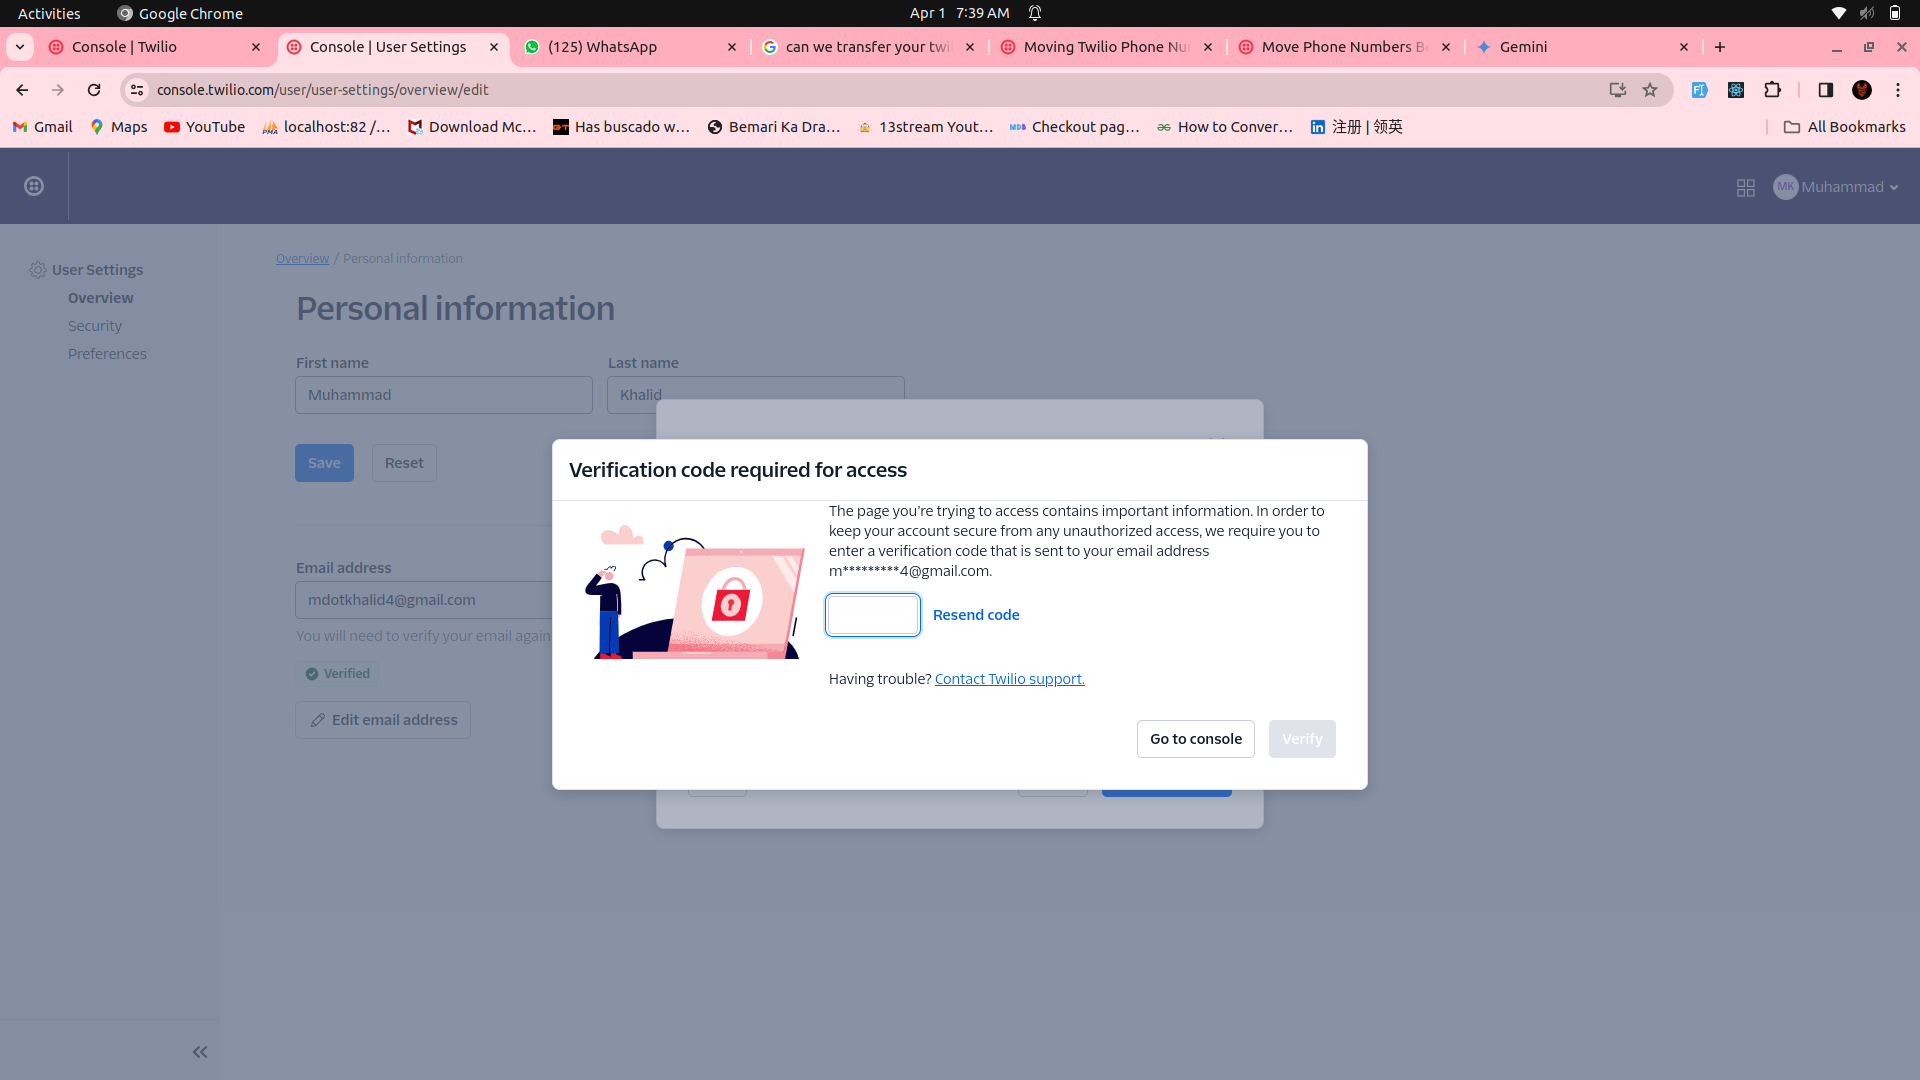 Activities
Google Chrome
Apr 1 7:39 AM
Console | Twilio
Console | User Settings
(125) WhatsApp
can we transfer your twi
Moving Twilio Phone Nu
Move Phone Numbers Be
Gemini
console.twilio.com/user/user-settings/overview/edit
Gmail
Maps
YouTube
localhost:82 /...
Download Mc...
Has buscado w...
Bemari Ka Dra...
13stream Yout...
Checkout pag...
How to Conver...
注册 | 领英
All Bookmarks
MK
Muhammad
User Settings
Overview
Security
Preferences
Overview / Personal information
Personal information
First name
Last name
Muhammad
Khalid
Save
Reset
Email address
mdotkhalid4@gmail.com
You will need to verify your email again
Verified
Edit email address
Verification code required for access
The page you're trying to access contains important information. In order to
keep your account secure from any unauthorized access, we require you to
enter a verification code that is sent to your email address
m*********4@gmail.com.
Resend code
Having trouble? Contact Twilio support.
Go to console
Verify